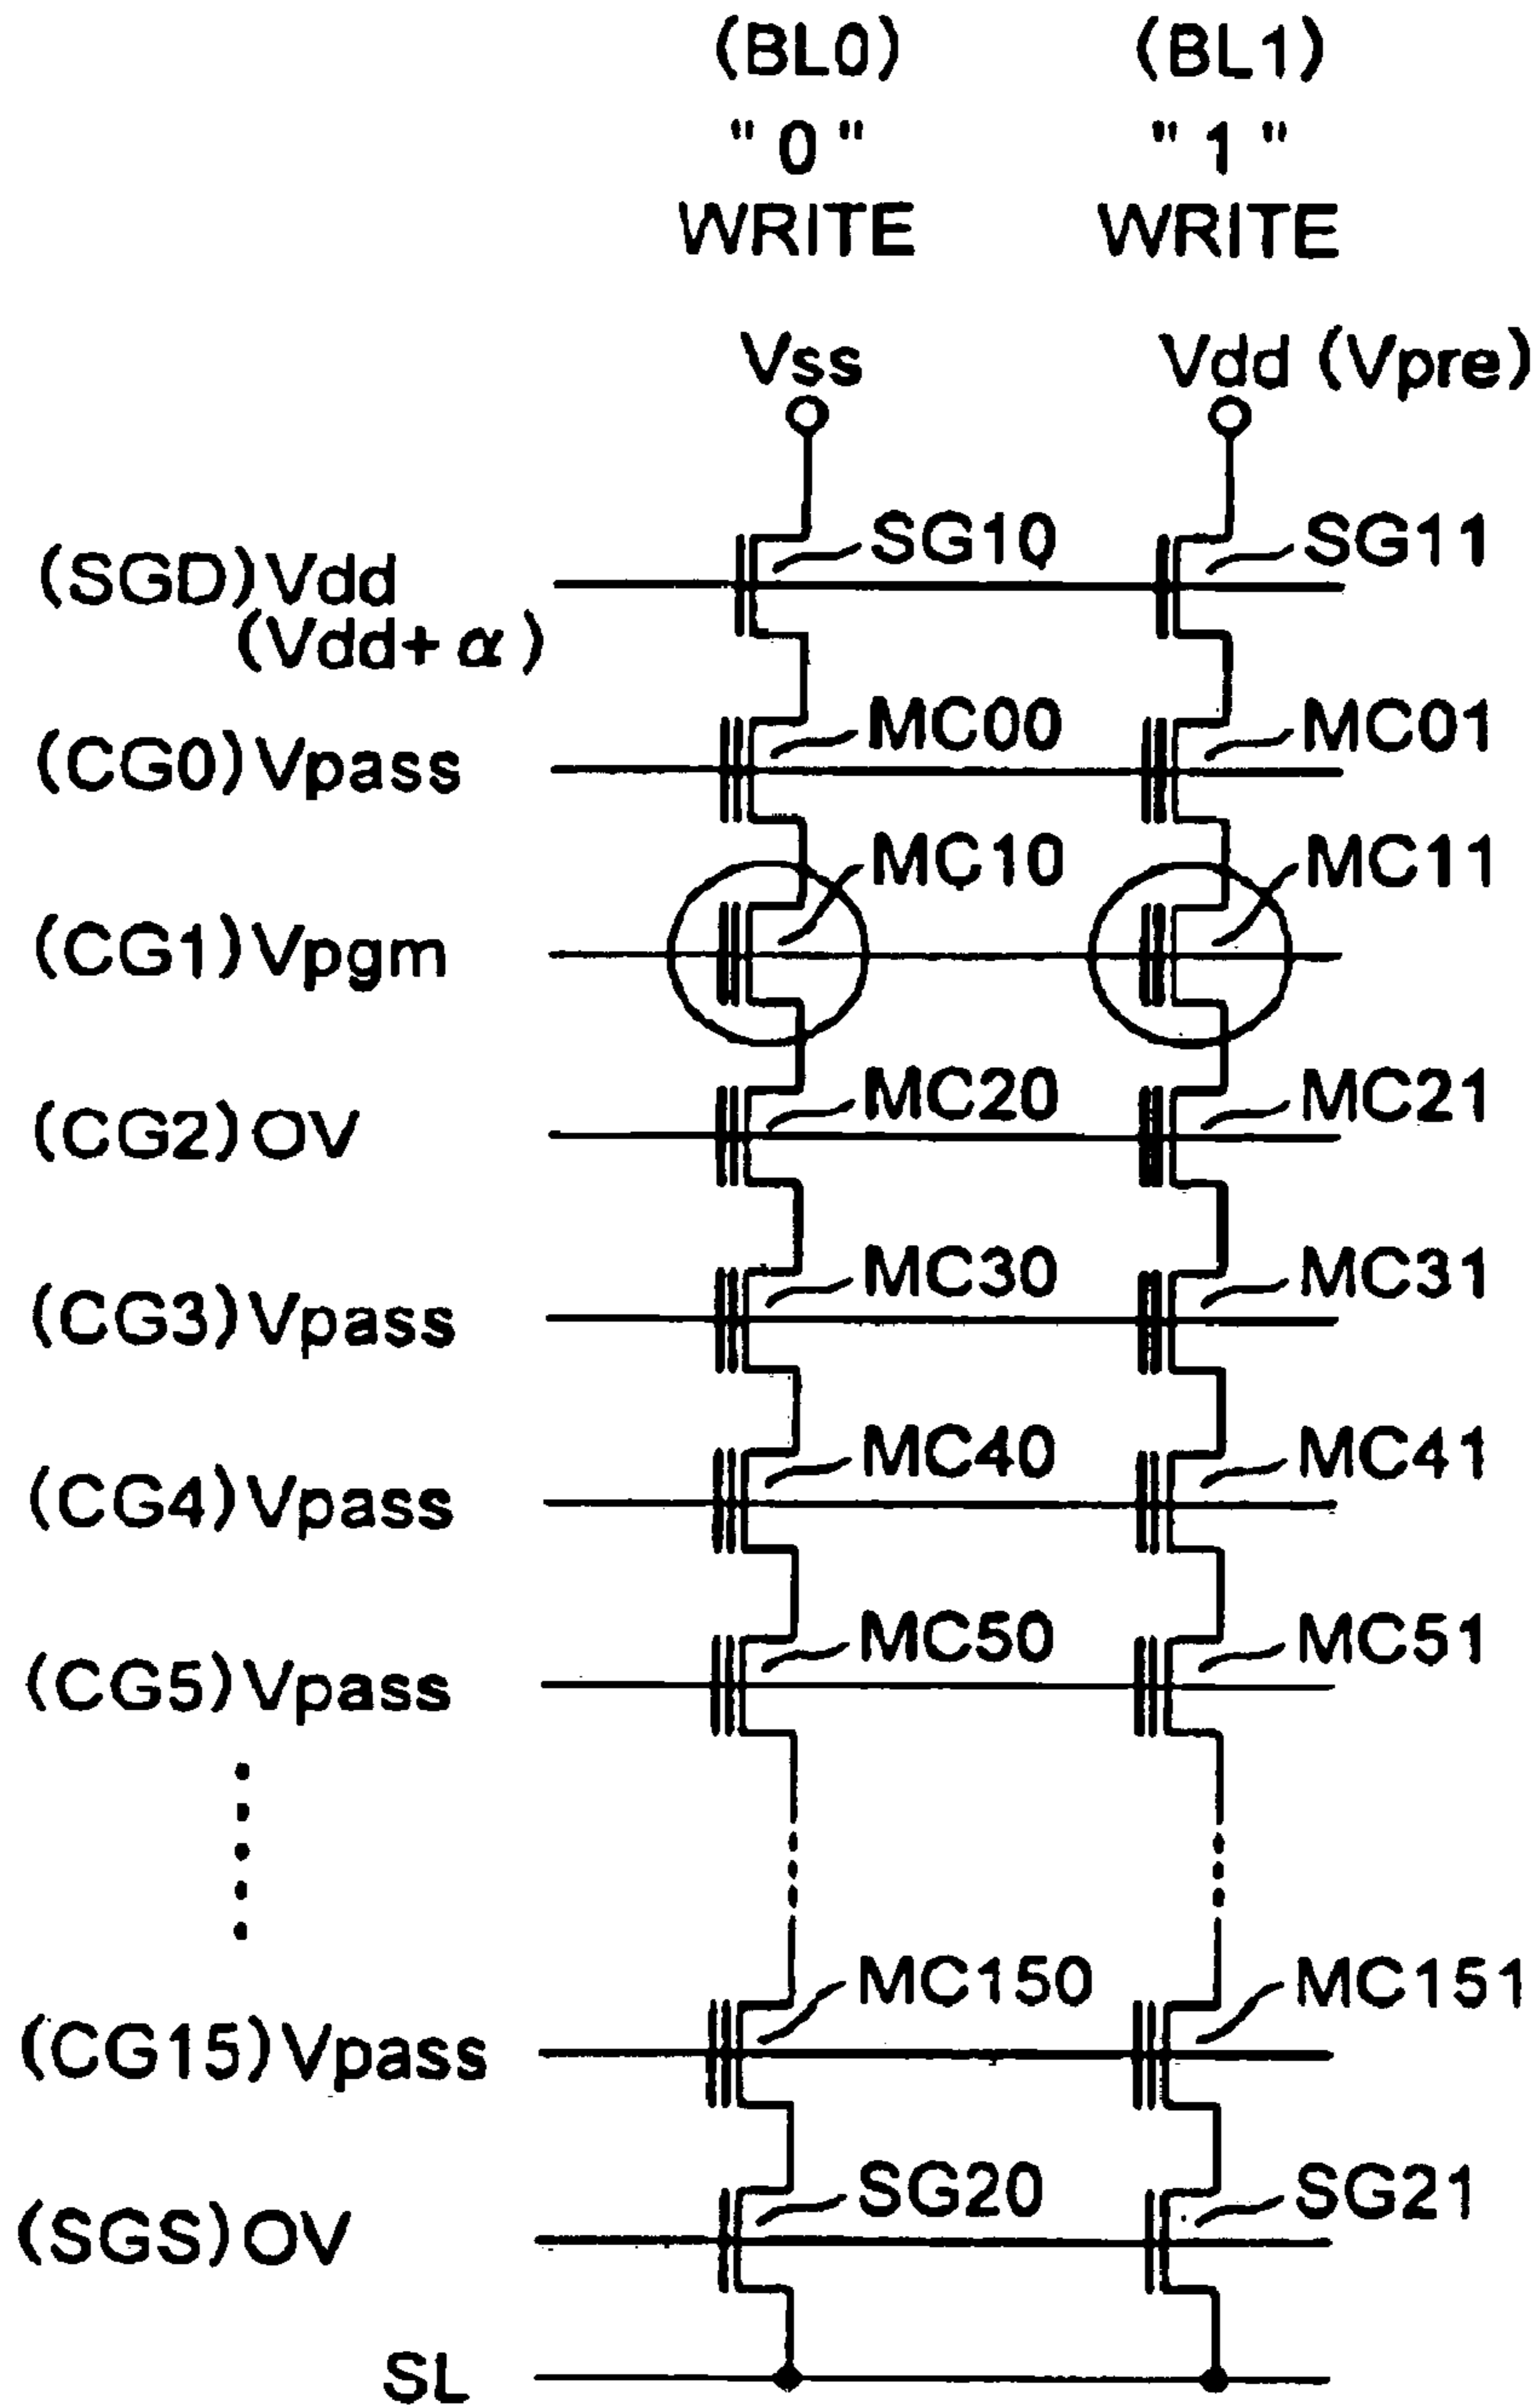 (BL0) (BL1)
"0" "1"
WRITE WRITE
Vss Vdd (Vpre)
(SGD) Vdd SG10 SG11
(Vdd+α)
(CG0) Vpass MC00 MC01
(CG1) Vpgm MC10 MC11
(CG2) 0V MC20 MC21
(CG3) Vpass MC30 MC31
(CG4) Vpass MC40 MC41
(CG5) Vpass MC50 MC51
(CG15) Vpass MC150 MC151
(SGS) 0V SG20 SG21
SL